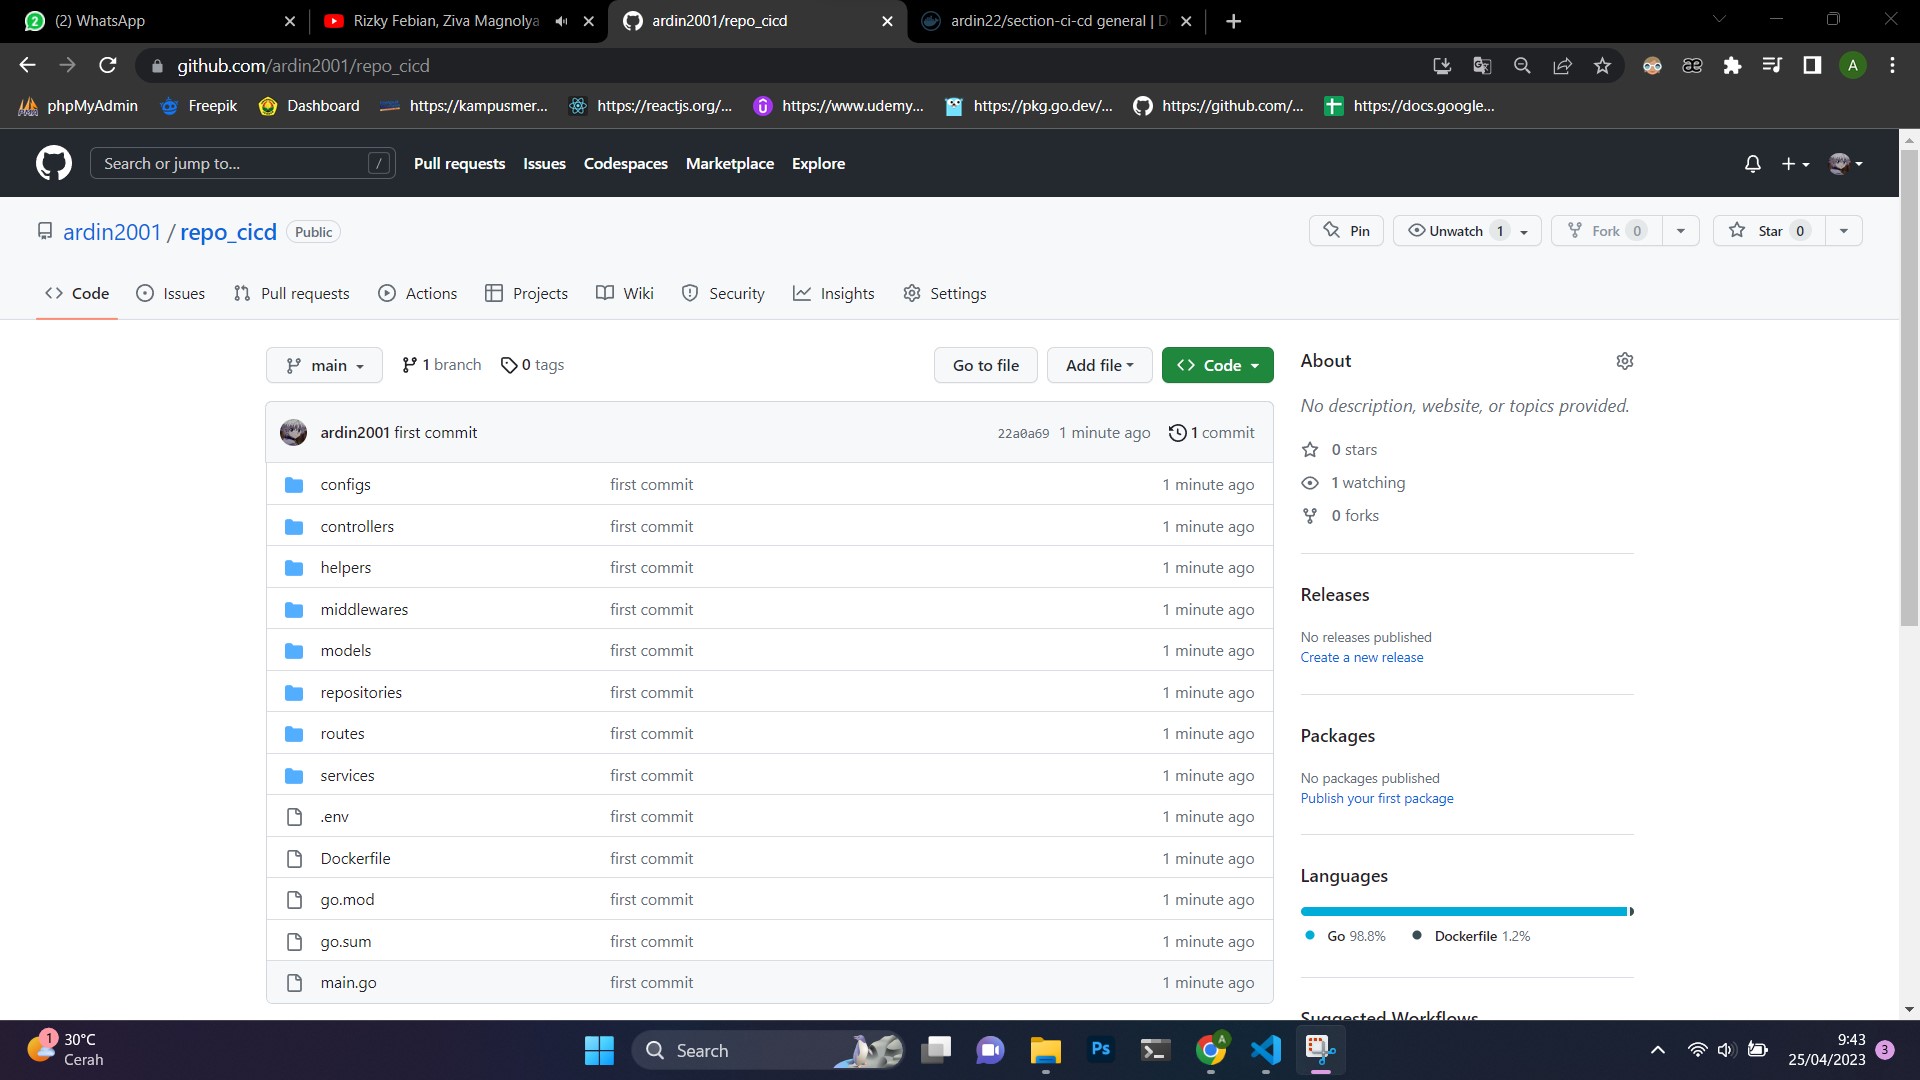 (2) WhatsApp
Rizky Febian, Ziva Magnolya
ardin2001/repo_cicd
ardin22/section-ci-cd general | D
github.com/ardin2001/repo_cicd
A
phpMyAdmin
Freepik
Dashboard
https://kampusmer...
https://reactjs.org/...
https://www.udemy...
https://pkg.go.dev/...
https://github.com/...
https://docs.google...
Search or jump to... /
Pull requests
Issues
Codespaces
Marketplace
Explore
ardin2001 / repo_cicd Public
Pin
Unwatch 1
Fork 0
Star 0
Code
Issues
Pull requests
Actions
Projects
Wiki
Security
Insights
Settings
main
1 branch
0 tags
Go to file
Add file
Code
ardin2001 first commit 22a0a69 1 minute ago 1 commit
configs first commit 1 minute ago
controllers first commit 1 minute ago
helpers first commit 1 minute ago
middlewares first commit 1 minute ago
models first commit 1 minute ago
repositories first commit 1 minute ago
routes first commit 1 minute ago
services first commit 1 minute ago
.env first commit 1 minute ago
Dockerfile first commit 1 minute ago
go.mod first commit 1 minute ago
go.sum first commit 1 minute ago
main.go first commit 1 minute ago
About
No description, website, or topics provided.
0 stars
1 watching
0 forks
Releases
No releases published
Create a new release
Packages
No packages published
Publish your first package
Languages
Go 98.8% Dockerfile 1.2%
Suggested Workflows
1
30°C
Cerah
Search
Ps
A
9:43
25/04/2023
3